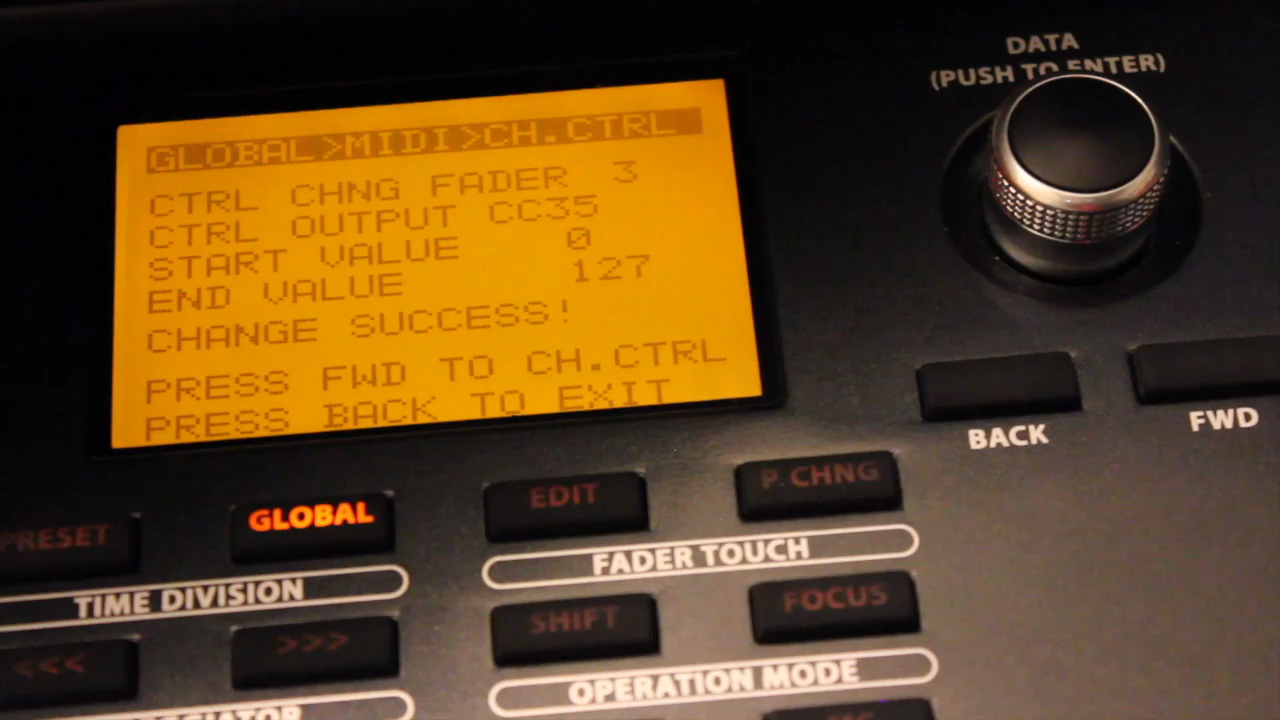 DATA
(PUSH TO ENTER)
GLOBAL>MIDI>CH.CTRL
CTRL CHNG FADER 3
CTRL OUTPUT CC35
START VALUE 0
END VALUE 127
CHANGE SUCCESS!
PRESS FWD TO CH.CTRL
PRESS BACK TO EXIT
BACK
FWD
PRESET
GLOBAL
EDIT
P. CHNG
TIME DIVISION
FADER TOUCH
<<<
>>>
SHIFT
FOCUS
OPERATION MODE